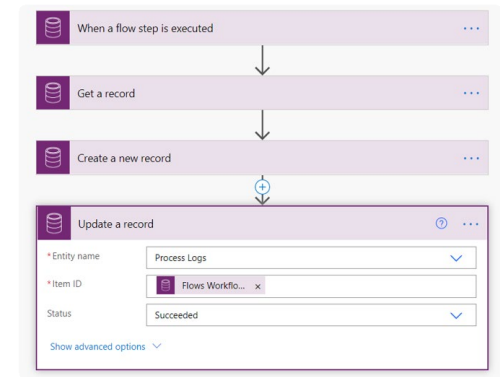 When a flow step is executed
Get a record
Create a new record
Update a record
*Entity name
Process Logs
*Item ID
Flows Workflo... x
Status
Succeeded
Show advanced options